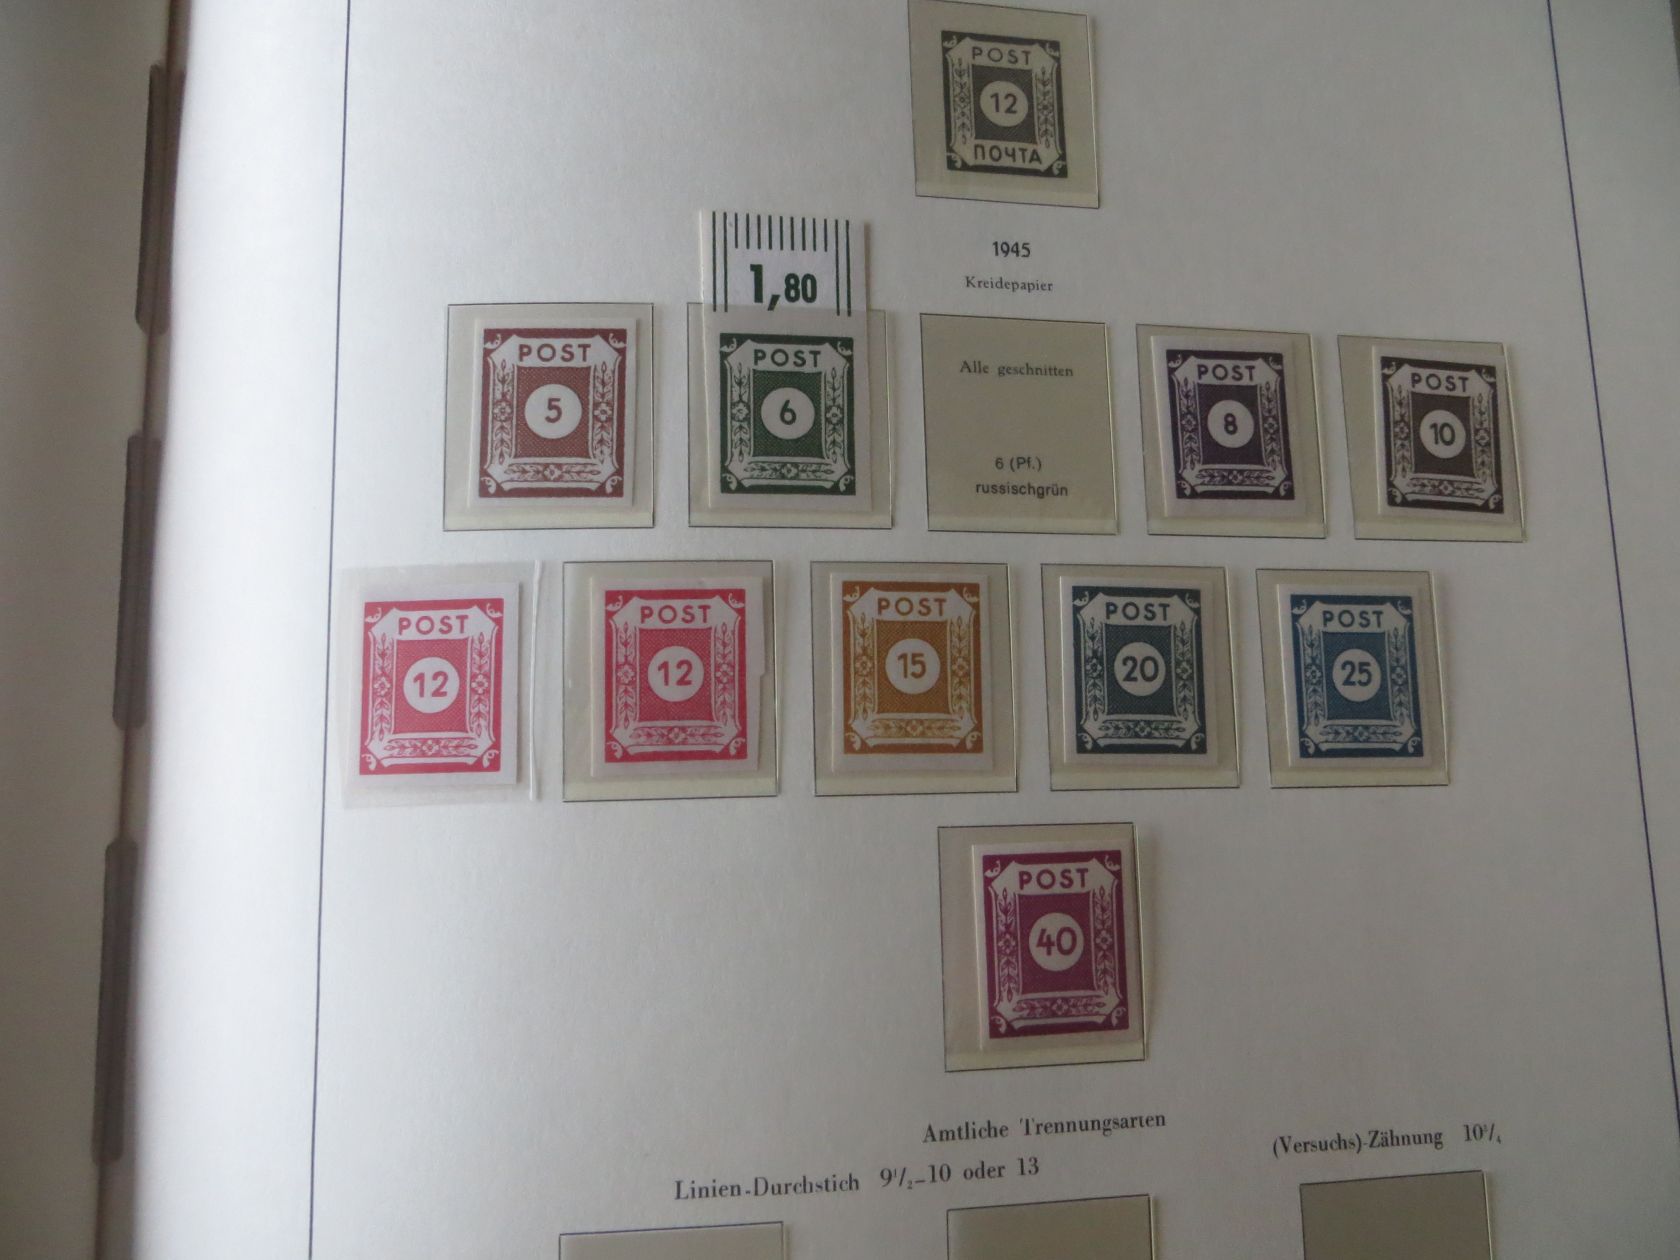 POST
12
ПОЧТА
1945
Kreidepapier
1,80
POST
5
POST
6
Alle geschnitten
6 (Pf.)
russischgrün
POST
8
POST
10
POST
12
POST
12
POST
15
POST
20
POST
25
POST
40
Amtliche Trennungsarten
Linien-Durchstich 9¹/₂–10 oder 13
(Versuchs)-Zähnung 10³/₄